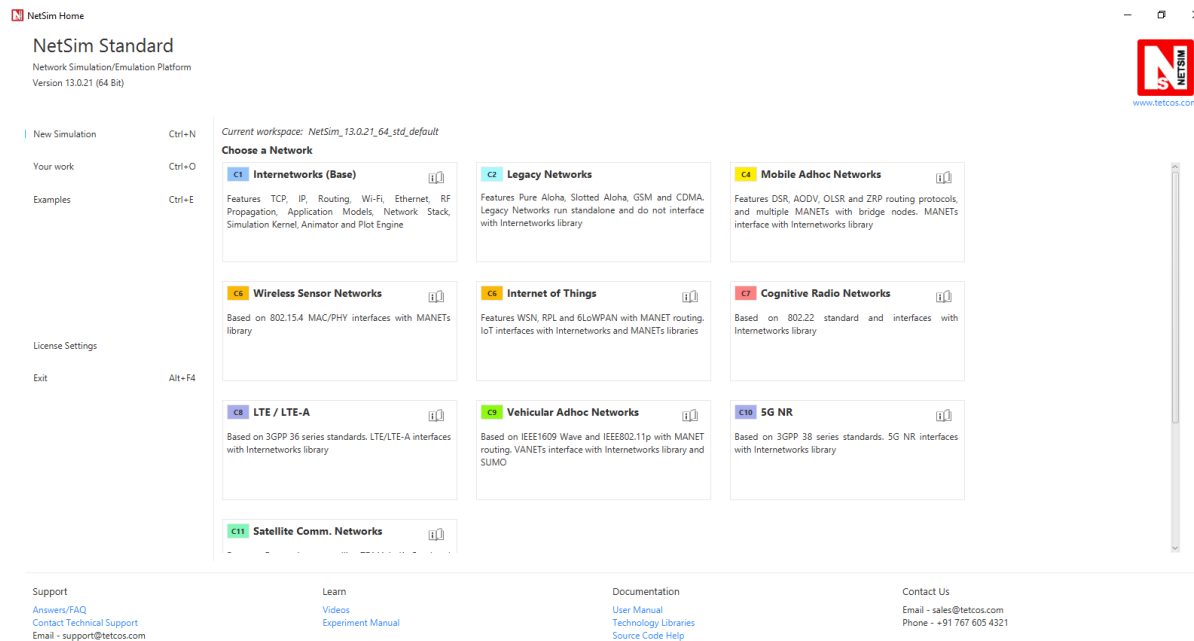 NetSim Home
NetSim Standard
Network Simulation/Emulation Platform
Version 13.0.21 (64 Bit)
NETSIM
www.tetcos.com
New Simulation Ctrl+N
Your work Ctrl+O
Examples Ctrl+E
License Settings
Exit Alt+F4
Current workspace: NetSim_13.0.21_64_std_default
Choose a Network
C1 Internetworks (Base)
Features TCP, IP, Routing, Wi-Fi, Ethernet, RF
Propagation, Application Models, Network Stack,
Simulation Kernel, Animator and Plot Engine
C2 Legacy Networks
Features Pure Aloha, Slotted Aloha, GSM and CDMA.
Legacy Networks run standalone and do not interface
with Internetworks library
C4 Mobile Adhoc Networks
Features DSR, AODV, OLSR and ZRP routing protocols,
and multiple MANETs with bridge nodes. MANETs
interface with Internetworks library
C6 Wireless Sensor Networks
Based on 802.15.4 MAC/PHY interfaces with MANETs
library
C6 Internet of Things
Features WSN, RPL and 6LoWPAN with MANET routing.
IoT interfaces with Internetworks and MANETs libraries
C7 Cognitive Radio Networks
Based on 802.22 standard and interfaces with
Internetworks library
C8 LTE / LTE-A
Based on 3GPP 36 series standards. LTE/LTE-A interfaces
with Internetworks library
C9 Vehicular Adhoc Networks
Based on IEEE1609 Wave and IEEE802.11p with MANET
routing. VANETs interface with Internetworks library and
SUMO
C10 5G NR
Based on 3GPP 38 series standards. 5G NR interfaces
with Internetworks library
C11 Satellite Comm. Networks
Support
Answers/FAQ
Contact Technical Support
Email - support@tetcos.com
Learn
Videos
Experiment Manual
Documentation
User Manual
Technology Libraries
Source Code Help
Contact Us
Email - sales@tetcos.com
Phone - +91 767 605 4321